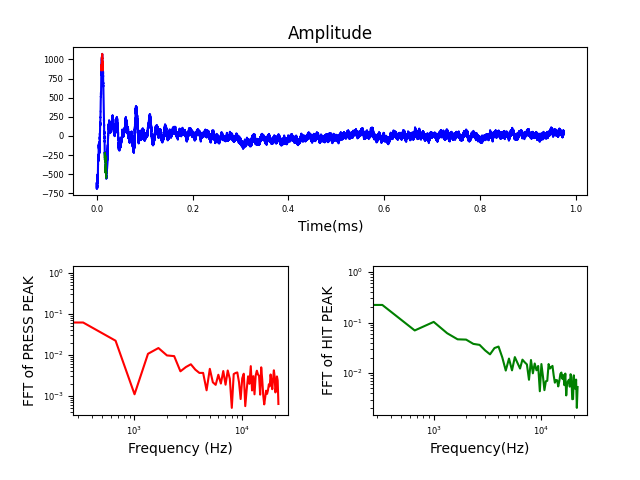 Amplitude
1000
750
500
250
0
−250
−500
−750
0.0 0.2 0.4 0.6 0.8 1.0
Time(ms)
FFT of PRESS PEAK
10⁰
10⁻¹
10⁻²
10⁻³
10³ 10⁴
Frequency (Hz)
FFT of HIT PEAK
10⁰
10⁻¹
10⁻²
10³ 10⁴
Frequency(Hz)